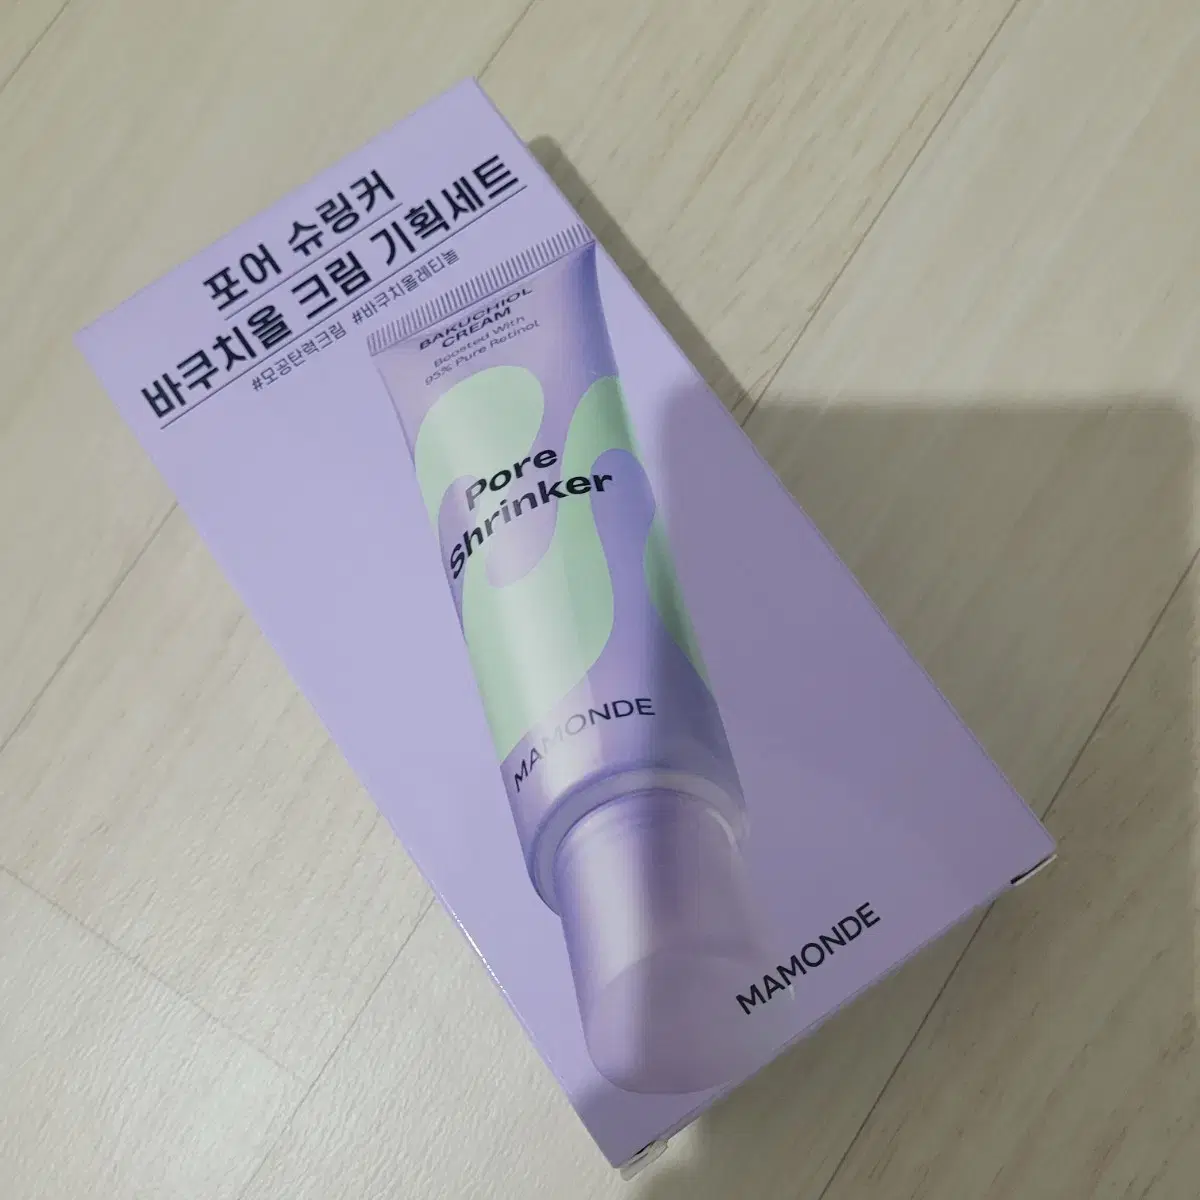 포어 슈링커
바쿠치올 크림 기획세트
#모공탄력크림 #바쿠치올레티놀
BAKUCHIOL
CREAM
Boosted With
95% Pure Retinol
Pore
Shrinker
MAMONDE
MAMONDE